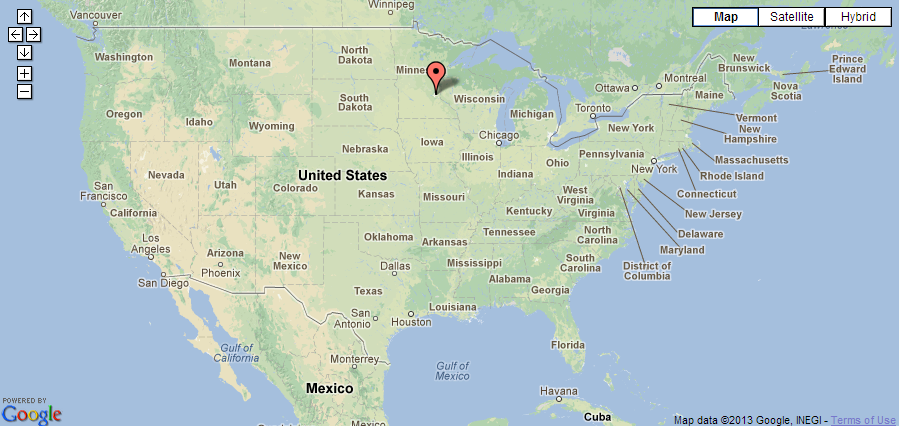 Vancouver
Winnipeg
Map
Satellite
Hybrid
Washington
Montana
North
Dakota
Minne
Ottawa
Montreal
New
Brunswick
Prince
Edward
Island
Nova
Scotia
Maine
Oregon
Idaho
Wyoming
South
Dakota
Wisconsin
Michigan
Toronto
New York
Vermont
New
Hampshire
Nebraska
Iowa
Chicago
Illinois
Indiana
Ohio
Pennsylvania
New York
Massachusetts
Rhode Island
Connecticut
San
Francisco
California
Nevada
Utah
Colorado
United States
Kansas
Missouri
West
Virginia
Virginia
Kentucky
New Jersey
Delaware
Maryland
District of
Columbia
Los
Angeles
San Diego
Arizona
Phoenix
New
Mexico
Oklahoma
Arkansas
Tennessee
North
Carolina
South
Carolina
Dallas
Texas
Mississippi
Alabama
Georgia
Louisiana
San
Antonio
Houston
Florida
Gulf of
California
Monterrey
Gulf of
Mexico
Mexico
Havana
Cuba
POWERED BY
Google
Map data ©2013 Google, INEGI - Terms of Use